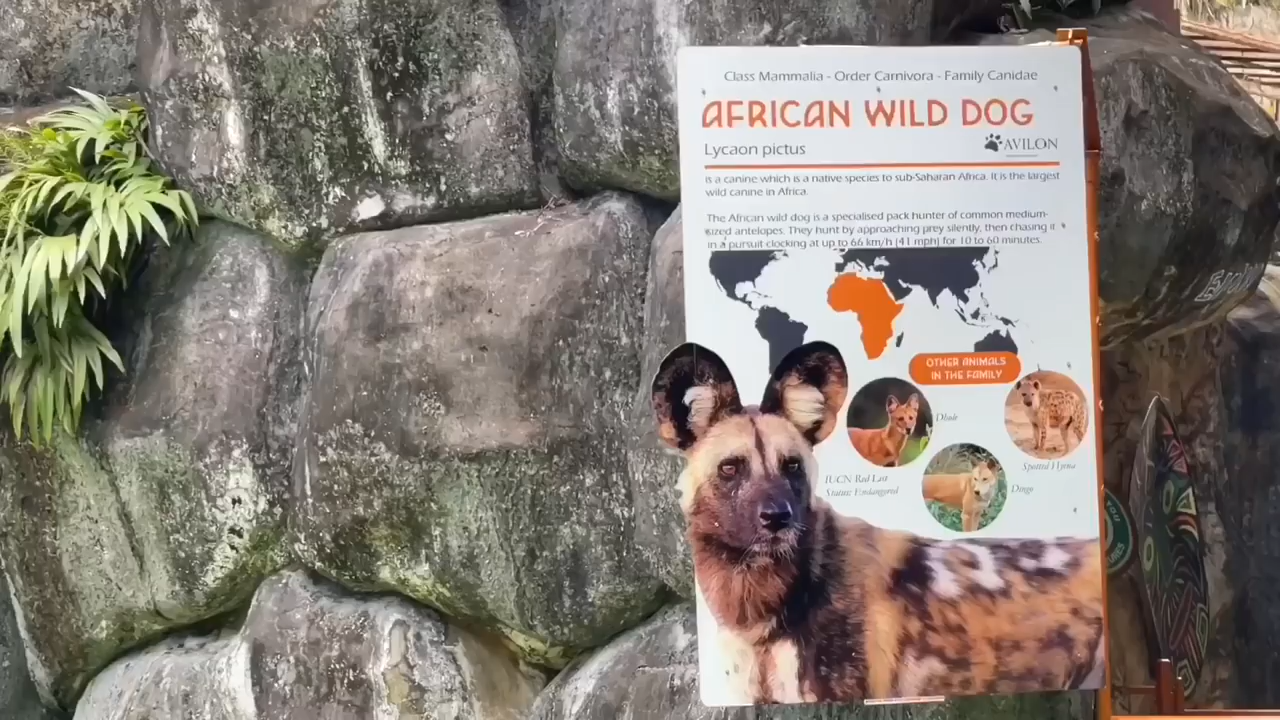 Class Mammalia - Order Carnivora - Family Canidae
AFRICAN WILD DOG
Lycaon pictus
AVILON
is a canine which is a native species to sub-Saharan Africa. It is the largest
wild canine in Africa.
The African wild dog is a specialised pack hunter of common medium-
sized antelopes. They hunt by approaching prey silently, then chasing it
in a pursuit clocking at up to 66 km/h (41 mph) for 10 to 60 minutes.
OTHER ANIMALS
IN THE FAMILY
Dhole
Spotted Hyena
IUCN Red List
Status: Endangered
Dingo